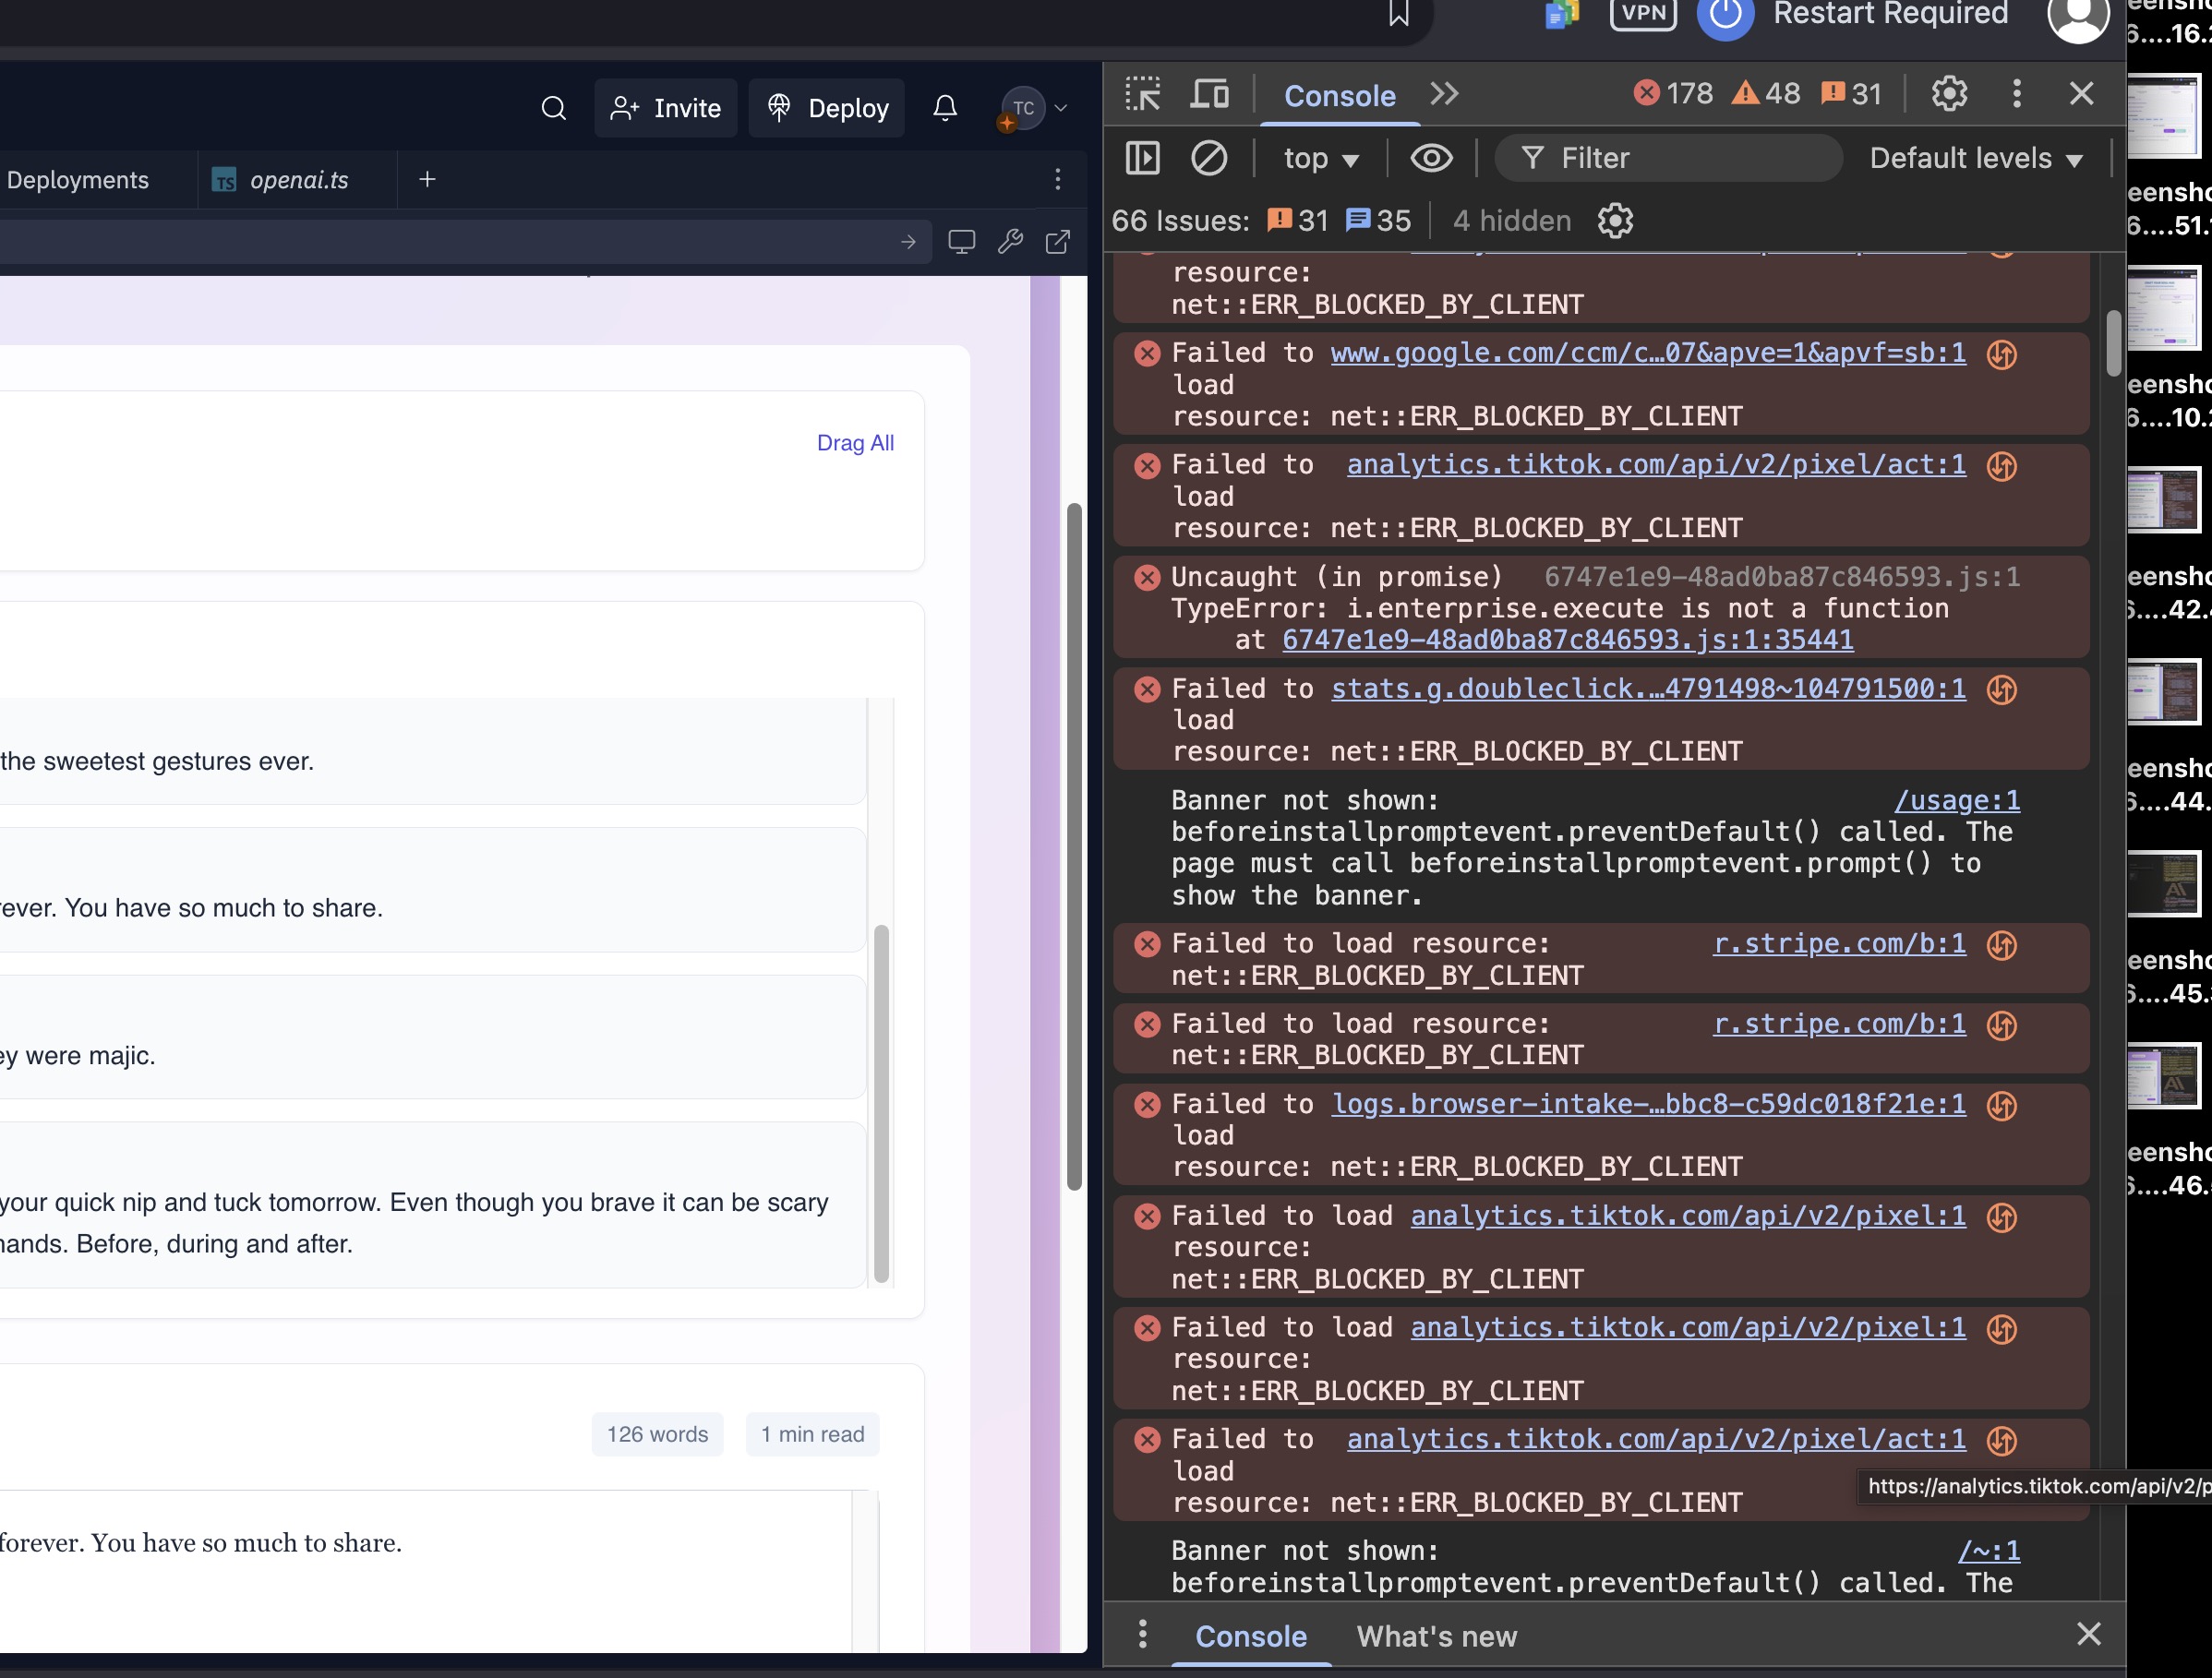 VPN
Restart Required
Invite
Deploy
TC
Deployments
TS openai.ts
Drag All
the sweetest gestures ever.
ever. You have so much to share.
ey were majic.
your quick nip and tuck tomorrow. Even though you brave it can be scary
hands. Before, during and after.
126 words
1 min read
forever. You have so much to share.
Console
178
48
31
top
Filter
Default levels
66 Issues: 31 35 4 hidden
resource:
net::ERR_BLOCKED_BY_CLIENT
Failed to www.google.com/ccm/c…07&apve=1&apvf=sb:1
load
resource: net::ERR_BLOCKED_BY_CLIENT
Failed to analytics.tiktok.com/api/v2/pixel/act:1
load
resource: net::ERR_BLOCKED_BY_CLIENT
Uncaught (in promise) 6747e1e9-48ad0ba87c846593.js:1
TypeError: i.enterprise.execute is not a function
at 6747e1e9-48ad0ba87c846593.js:1:35441
Failed to stats.g.doubleclick.…4791498~104791500:1
load
resource: net::ERR_BLOCKED_BY_CLIENT
Banner not shown: /usage:1
beforeinstallpromptevent.preventDefault() called. The
page must call beforeinstallpromptevent.prompt() to
show the banner.
Failed to load resource: r.stripe.com/b:1
net::ERR_BLOCKED_BY_CLIENT
Failed to load resource: r.stripe.com/b:1
net::ERR_BLOCKED_BY_CLIENT
Failed to logs.browser-intake-…bbc8-c59dc018f21e:1
load
resource: net::ERR_BLOCKED_BY_CLIENT
Failed to load analytics.tiktok.com/api/v2/pixel:1
resource:
net::ERR_BLOCKED_BY_CLIENT
Failed to load analytics.tiktok.com/api/v2/pixel:1
resource:
net::ERR_BLOCKED_BY_CLIENT
Failed to analytics.tiktok.com/api/v2/pixel/act:1
load
resource: net::ERR_BLOCKED_BY_CLIENT
https://analytics.tiktok.com/api/v2/p
Banner not shown: /~:1
beforeinstallpromptevent.preventDefault() called. The
Console
What's new
....16.2
eensho
....51.
eensho
....10.2
eensho
....42.
eensho
....44.
eensho
....45.
eensho
....46.